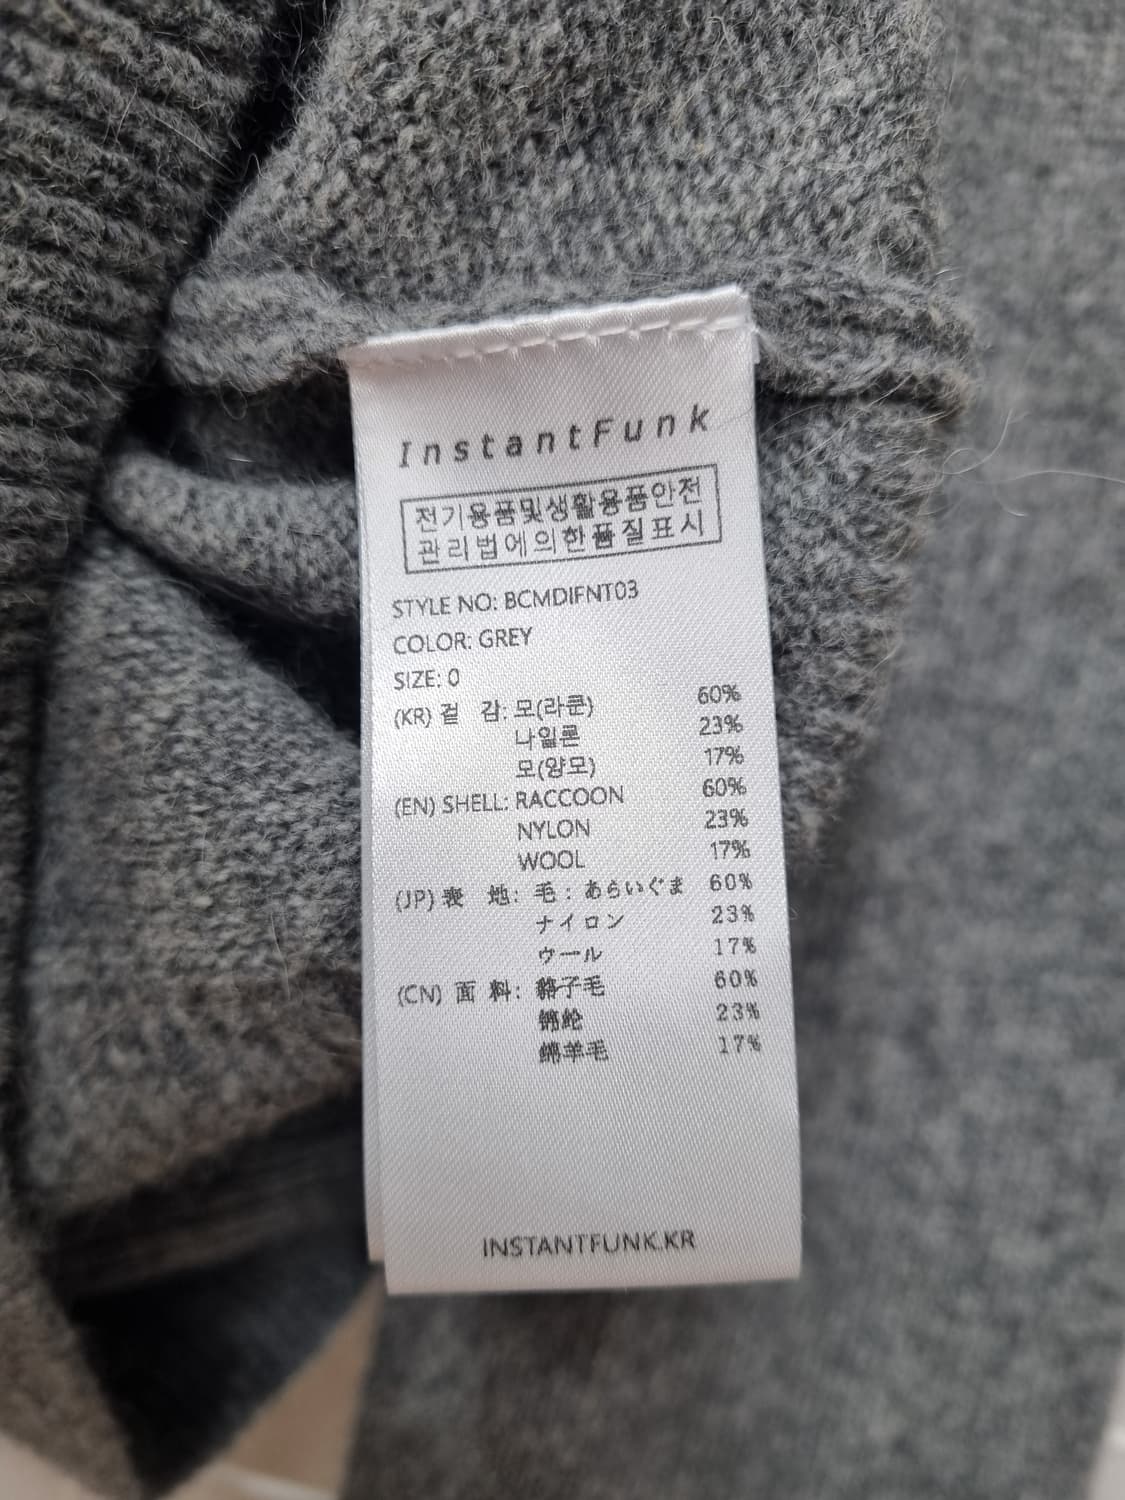 InstantFunk
전기용품및생활용품안전
관리법에의한품질표시
STYLE NO: BCMDIFNT03
COLOR: GREY
SIZE: 0
(KR) 겉 감: 모(라쿤) 60%
나일론 23%
모(양모) 17%
(EN) SHELL: RACCOON 60%
NYLON 23%
WOOL 17%
(JP) 表 地: 毛: あらいぐま 60%
ナイロン 23%
ウール 17%
(CN) 面 料: 貉子毛 60%
锦纶 23%
绵羊毛 17%
INSTANTFUNK.KR